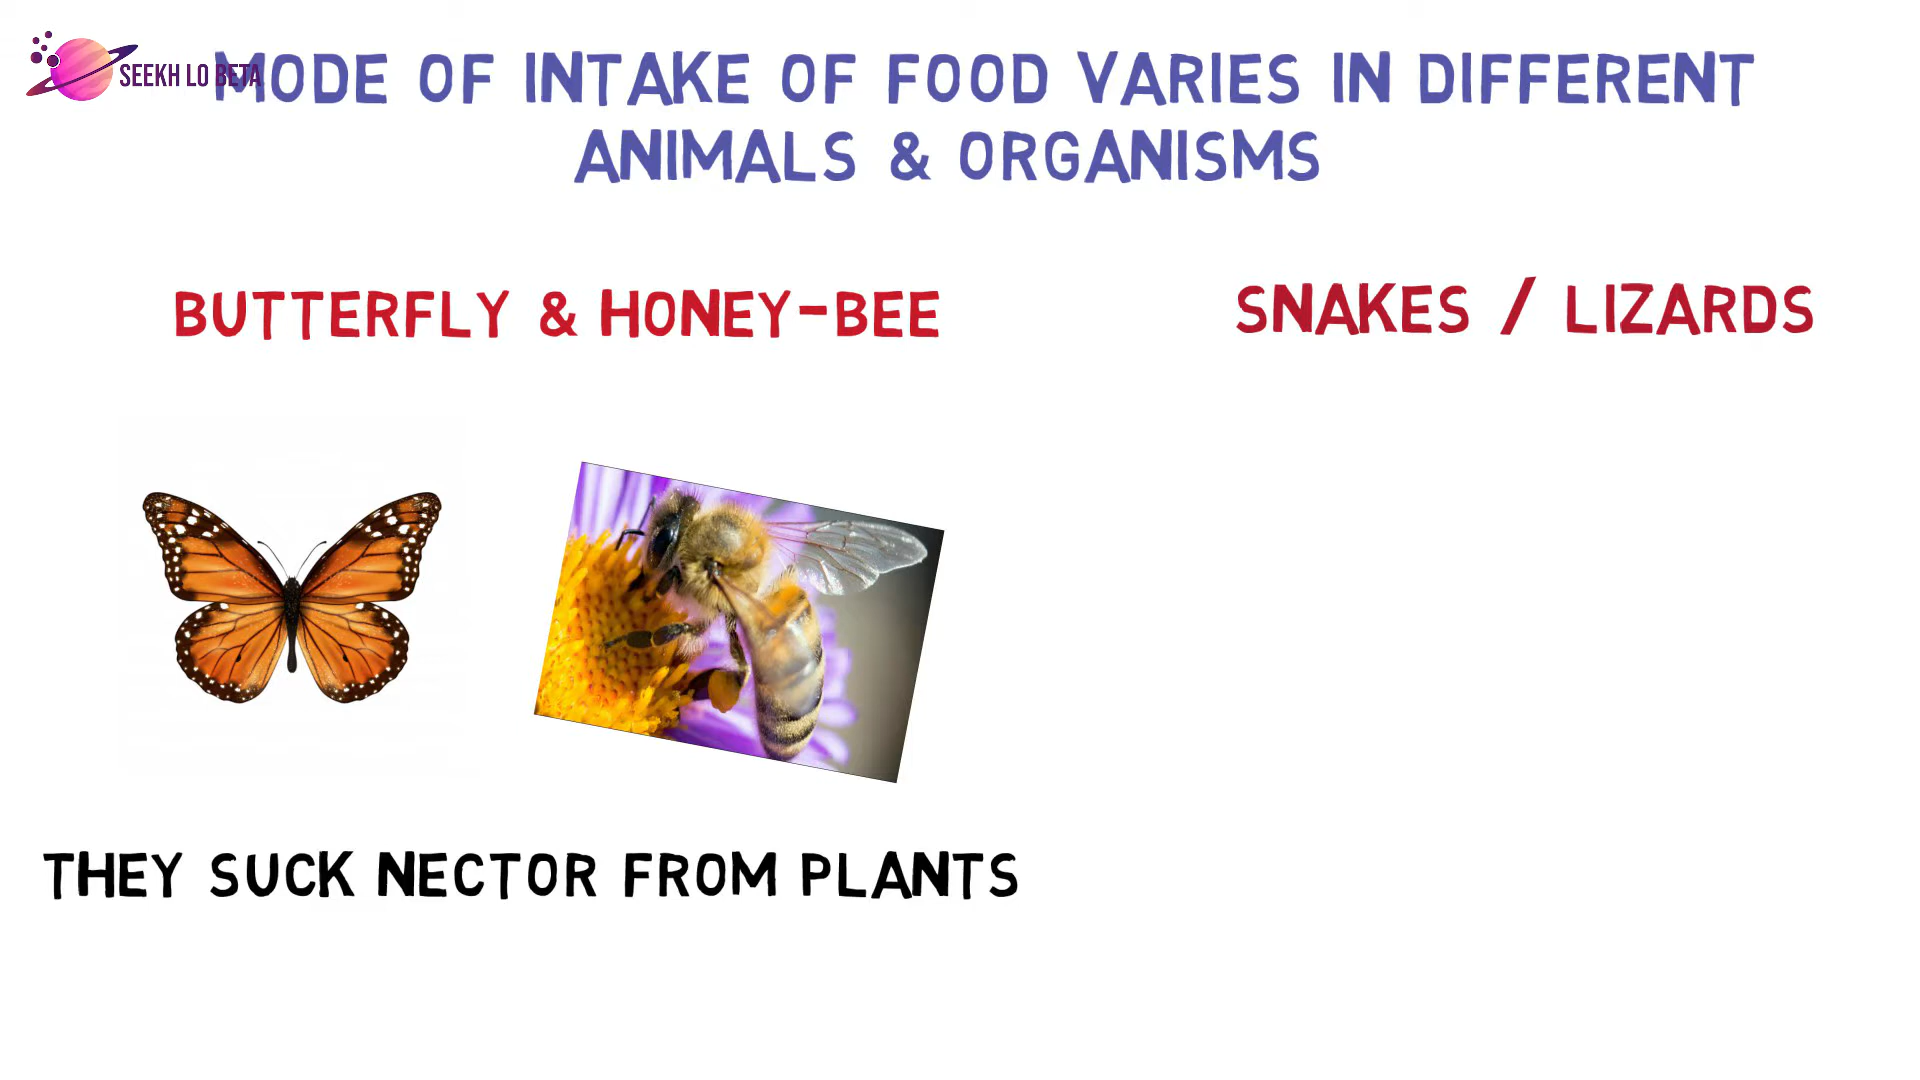 SEEKH LO BETA
MODE OF INTAKE OF FOOD VARIES IN DIFFERENT
ANIMALS & ORGANISMS
BUTTERFLY & HONEY-BEE
SNAKES / LIZARDS
THEY SUCK NECTOR FROM PLANTS